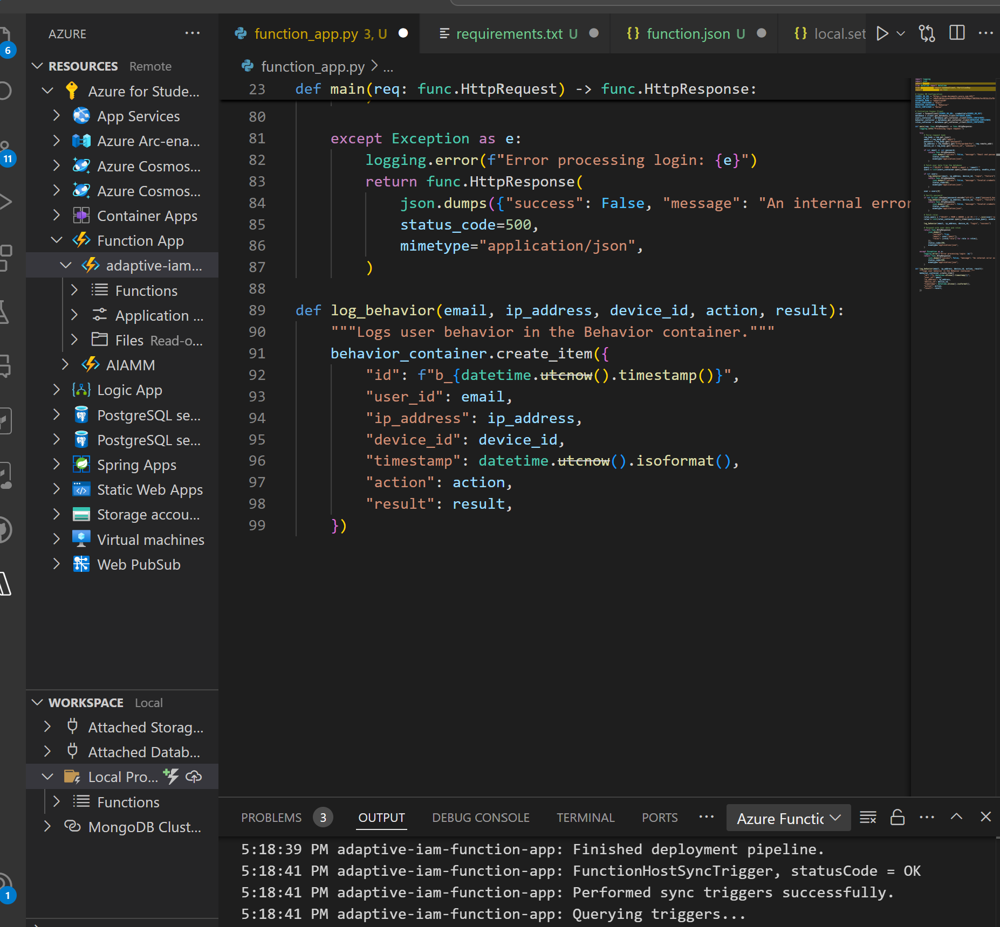 AZURE ...
6
RESOURCES Remote
Azure for Stude...
App Services
Azure Arc-ena...
Azure Cosmos...
Azure Cosmos...
Container Apps
Function App
adaptive-iam...
Functions
Application ...
Files Read-o...
AIAMM
Logic App
PostgreSQL se...
PostgreSQL se...
Spring Apps
Static Web Apps
Storage accou...
Virtual machines
Web PubSub
11
WORKSPACE Local
Attached Storag...
Attached Datab...
Local Pro...
Functions
MongoDB Clust...
1
function_app.py 3, U
requirements.txt U
{} function.json U
{} local.set
function_app.py > ...
23 def main(req: func.HttpRequest) -> func.HttpResponse:
80
81 except Exception as e:
82 logging.error(f"Error processing login: {e}")
83 return func.HttpResponse(
84 json.dumps({"success": False, "message": "An internal error
85 status_code=500,
86 mimetype="application/json",
87 )
88
89 def log_behavior(email, ip_address, device_id, action, result):
90 """Logs user behavior in the Behavior container."""
91 behavior_container.create_item({
92 "id": f"b_{datetime.utcnow().timestamp()}",
93 "user_id": email,
94 "ip_address": ip_address,
95 "device_id": device_id,
96 "timestamp": datetime.utcnow().isoformat(),
97 "action": action,
98 "result": result,
99 })
PROBLEMS 3 OUTPUT DEBUG CONSOLE TERMINAL PORTS ... Azure Functic
5:18:39 PM adaptive-iam-function-app: Finished deployment pipeline.
5:18:41 PM adaptive-iam-function-app: FunctionHostSyncTrigger, statusCode = OK
5:18:41 PM adaptive-iam-function-app: Performed sync triggers successfully.
5:18:41 PM adaptive-iam-function-app: Querying triggers...